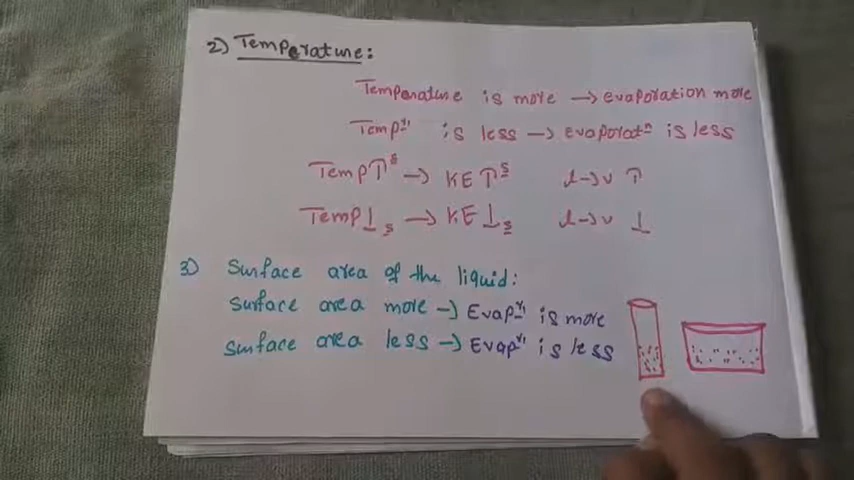 2) Temperature:
Temperature is more → evaporation more
Tempʳ is less → evaporatⁿ is less
Temp↑s → KE↑s l→v ↑
Temp↓s → KE↓s l→v ↓
3) Surface area of the liquid:
Surface area more → Evapⁿ is more
Surface area less → Evapⁿ is less